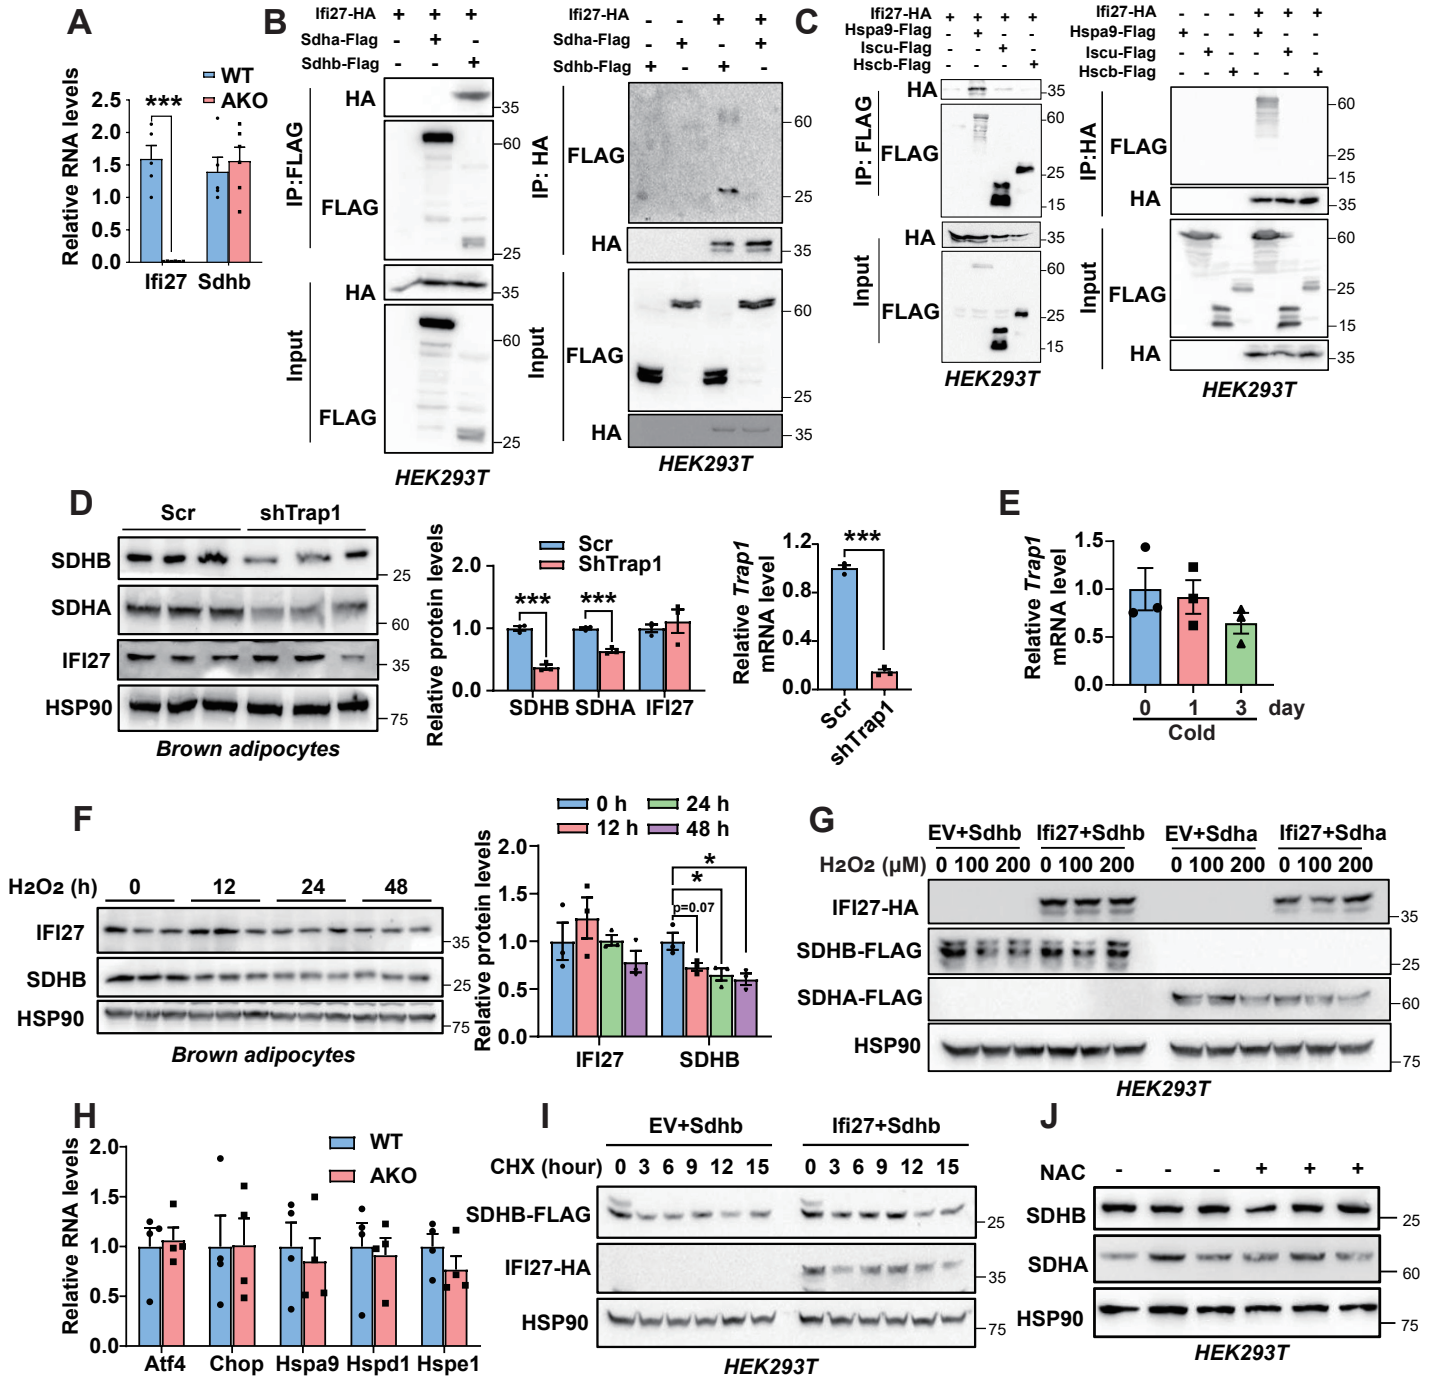 A
WT
AKO
Relative RNA levels
2.5
2.0
1.5
1.0
0.5
0.0
***
Ifi27 Sdhb
B
Ifi27-HA + + +
Sdha-Flag - + -
Sdhb-Flag - - +
IP:FLAG
HA
35
FLAG
60
25
Input
HA
35
FLAG
60
25
HEK293T
Ifi27-HA - - + +
Sdha-Flag - + - +
Sdhb-Flag + - + -
IP: HA
FLAG
60
25
HA
35
Input
FLAG
60
25
HA
35
HEK293T
C
Ifi27-HA + + + +
Hspa9-Flag - + - -
Iscu-Flag - - + -
Hscb-Flag - - - +
IP: FLAG
HA
35
FLAG
60
25
15
Input
HA
35
FLAG
60
25
15
HEK293T
Ifi27-HA - - - + + +
Hspa9-Flag + - - + - -
Iscu-Flag - + - - + -
Hscb-Flag - - + - - +
IP:HA
FLAG
60
25
15
HA
35
Input
FLAG
60
25
15
HA
35
HEK293T
D
Scr shTrap1
SDHB
25
SDHA
60
IFI27
35
HSP90
75
Brown adipocytes
Scr
ShTrap1
Relative protein levels
2.0
1.0
0.0
*** ***
SDHB SDHA IFI27
Relative Trap1
mRNA level
1.2
0.8
0.4
0.0
***
Scr
shTrap1
E
Relative Trap1
mRNA level
1.5
1.0
0.5
0.0
0 1 3 day
Cold
F
H2O2 (h) 0 12 24 48
IFI27
35
SDHB
25
HSP90
75
Brown adipocytes
0 h 24 h
12 h 48 h
Relative protein levels
2.0
1.5
1.0
0.5
0.0
*
*
p=0.07
IFI27 SDHB
G
EV+Sdhb Ifi27+Sdhb EV+Sdha Ifi27+Sdha
H2O2 (µM) 0 100 200 0 100 200 0 100 200 0 100 200
IFI27-HA
35
SDHB-FLAG
25
SDHA-FLAG
60
HSP90
75
HEK293T
H
WT
AKO
Relative RNA levels
2.0
1.5
1.0
0.5
0.0
Atf4 Chop Hspa9 Hspd1 Hspe1
I
EV+Sdhb Ifi27+Sdhb
CHX (hour) 0 3 6 9 12 15 0 3 6 9 12 15
SDHB-FLAG
25
IFI27-HA
35
HSP90
75
HEK293T
J
NAC - - - + + +
SDHB
25
SDHA
60
HSP90
75
HEK293T